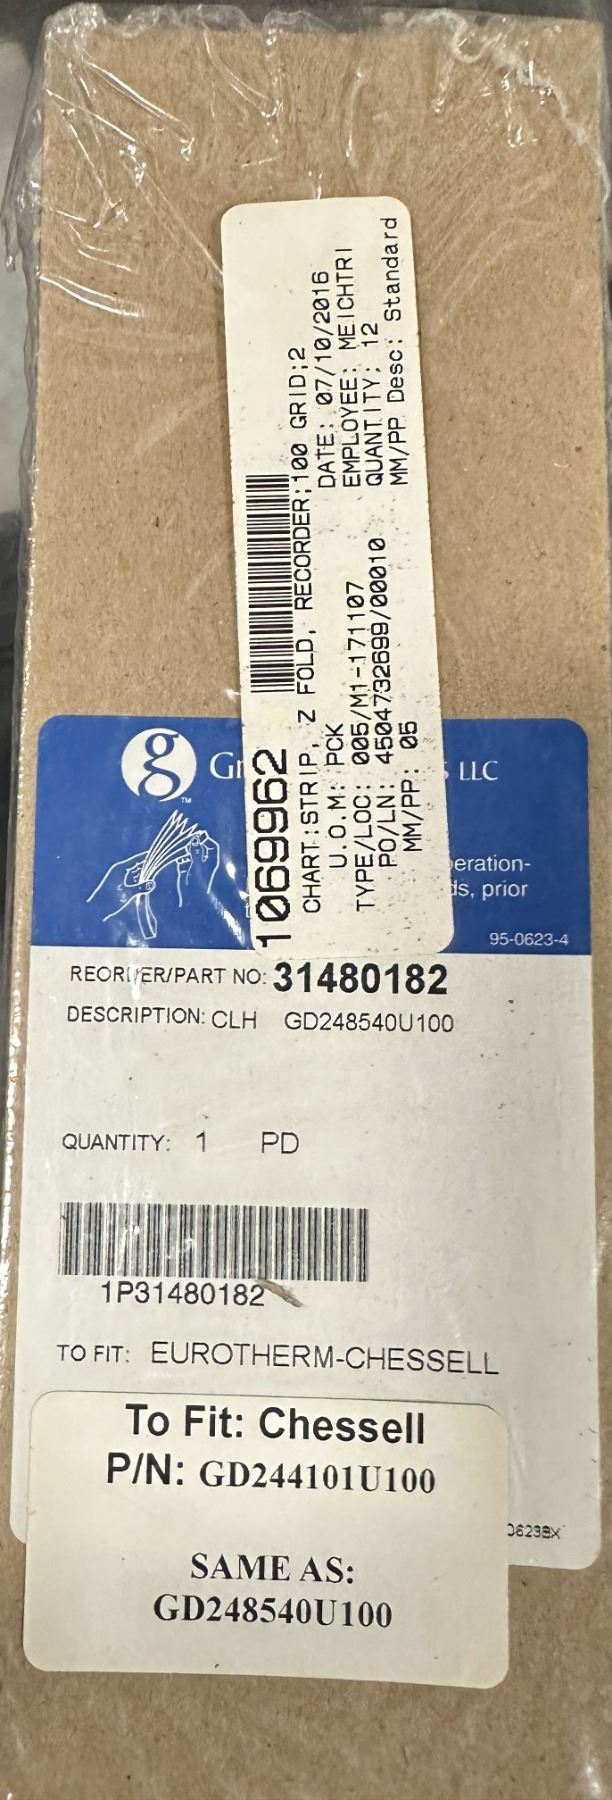 1069962
CHART:STRIP, Z FOLD, RECORDER;100 GRID;2
U.O.M: PCK DATE: 07/10/2016
TYPE/LOC: 005/M1-171107 EMPLOYEE: MEICHTRI
PO/LN: 4504732699/00010 QUANTITY: 12
MM/PP: 05 MM/PP Desc: Standard
g
TM
Gr LLC
eration-
ds, prior
95-0623-4
REORDER/PART NO: 31480182
DESCRIPTION: CLH GD248540U100
QUANTITY: 1 PD
1P31480182
TO FIT: EUROTHERM-CHESSELL
To Fit: Chessell
P/N: GD244101U100
SAME AS:
GD248540U100